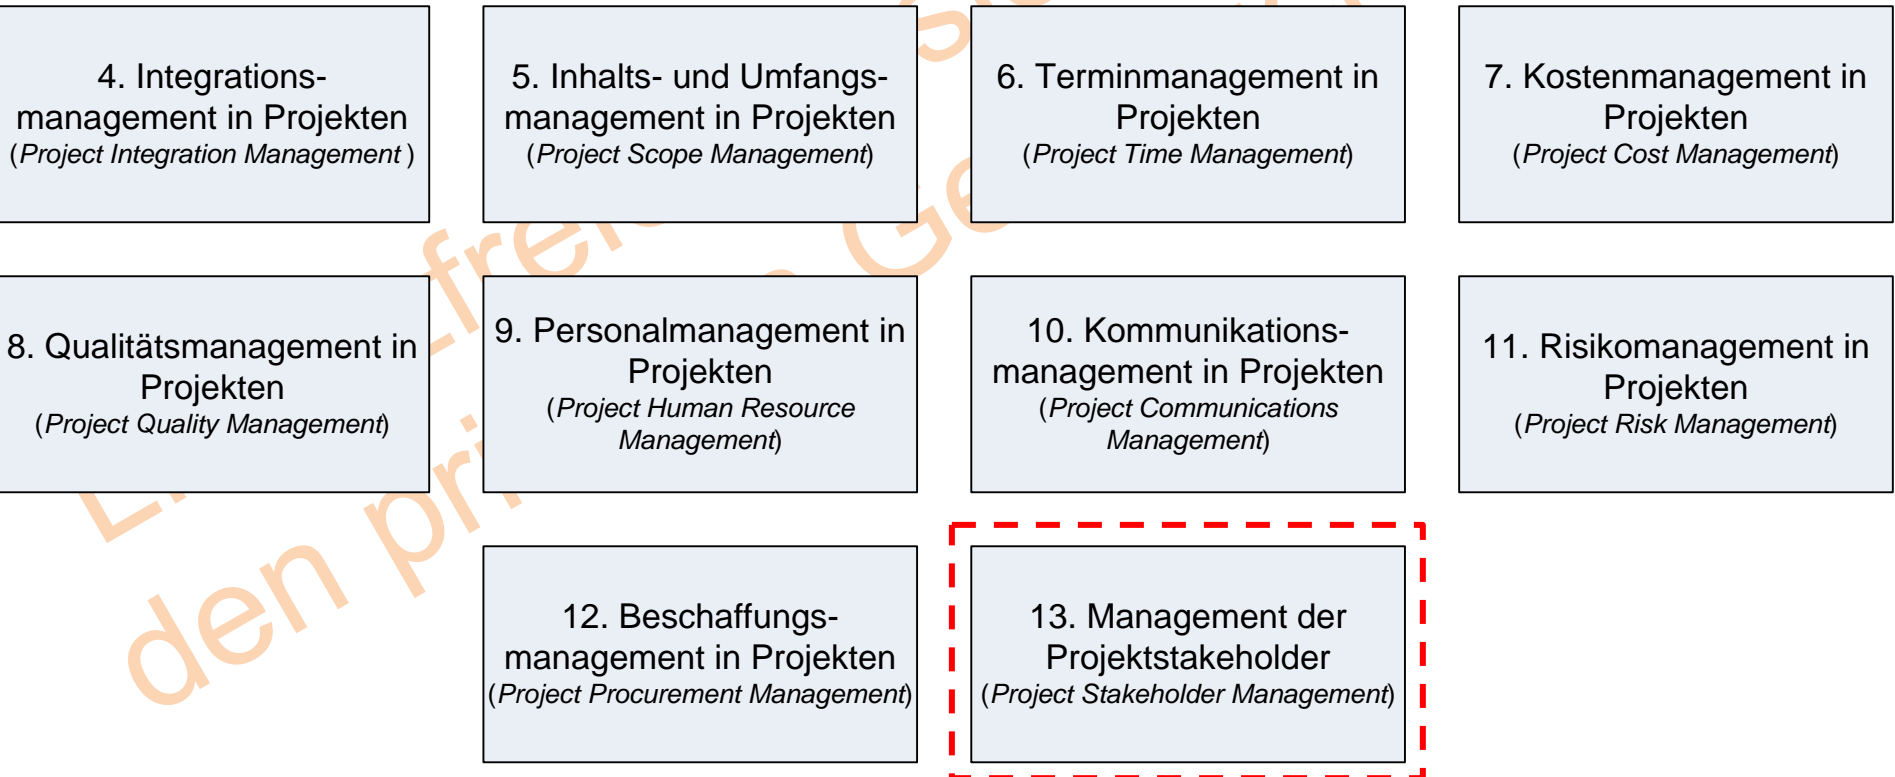 4. Integrations-
management in Projekten
(Project Integration Management )
5. Inhalts- und Umfangs-
management in Projekten
(Project Scope Management)
6. Terminmanagement in
Projekten
(Project Time Management)
7. Kostenmanagement in
Projekten
(Project Cost Management)
8. Qualitätsmanagement in
Projekten
(Project Quality Management)
9. Personalmanagement in
Projekten
(Project Human Resource
Management)
10. Kommunikations-
management in Projekten
(Project Communications
Management)
11. Risikomanagement in
Projekten
(Project Risk Management)
12. Beschaffungs-
management in Projekten
(Project Procurement Management)
13. Management der
Projektstakeholder
(Project Stakeholder Management)
den